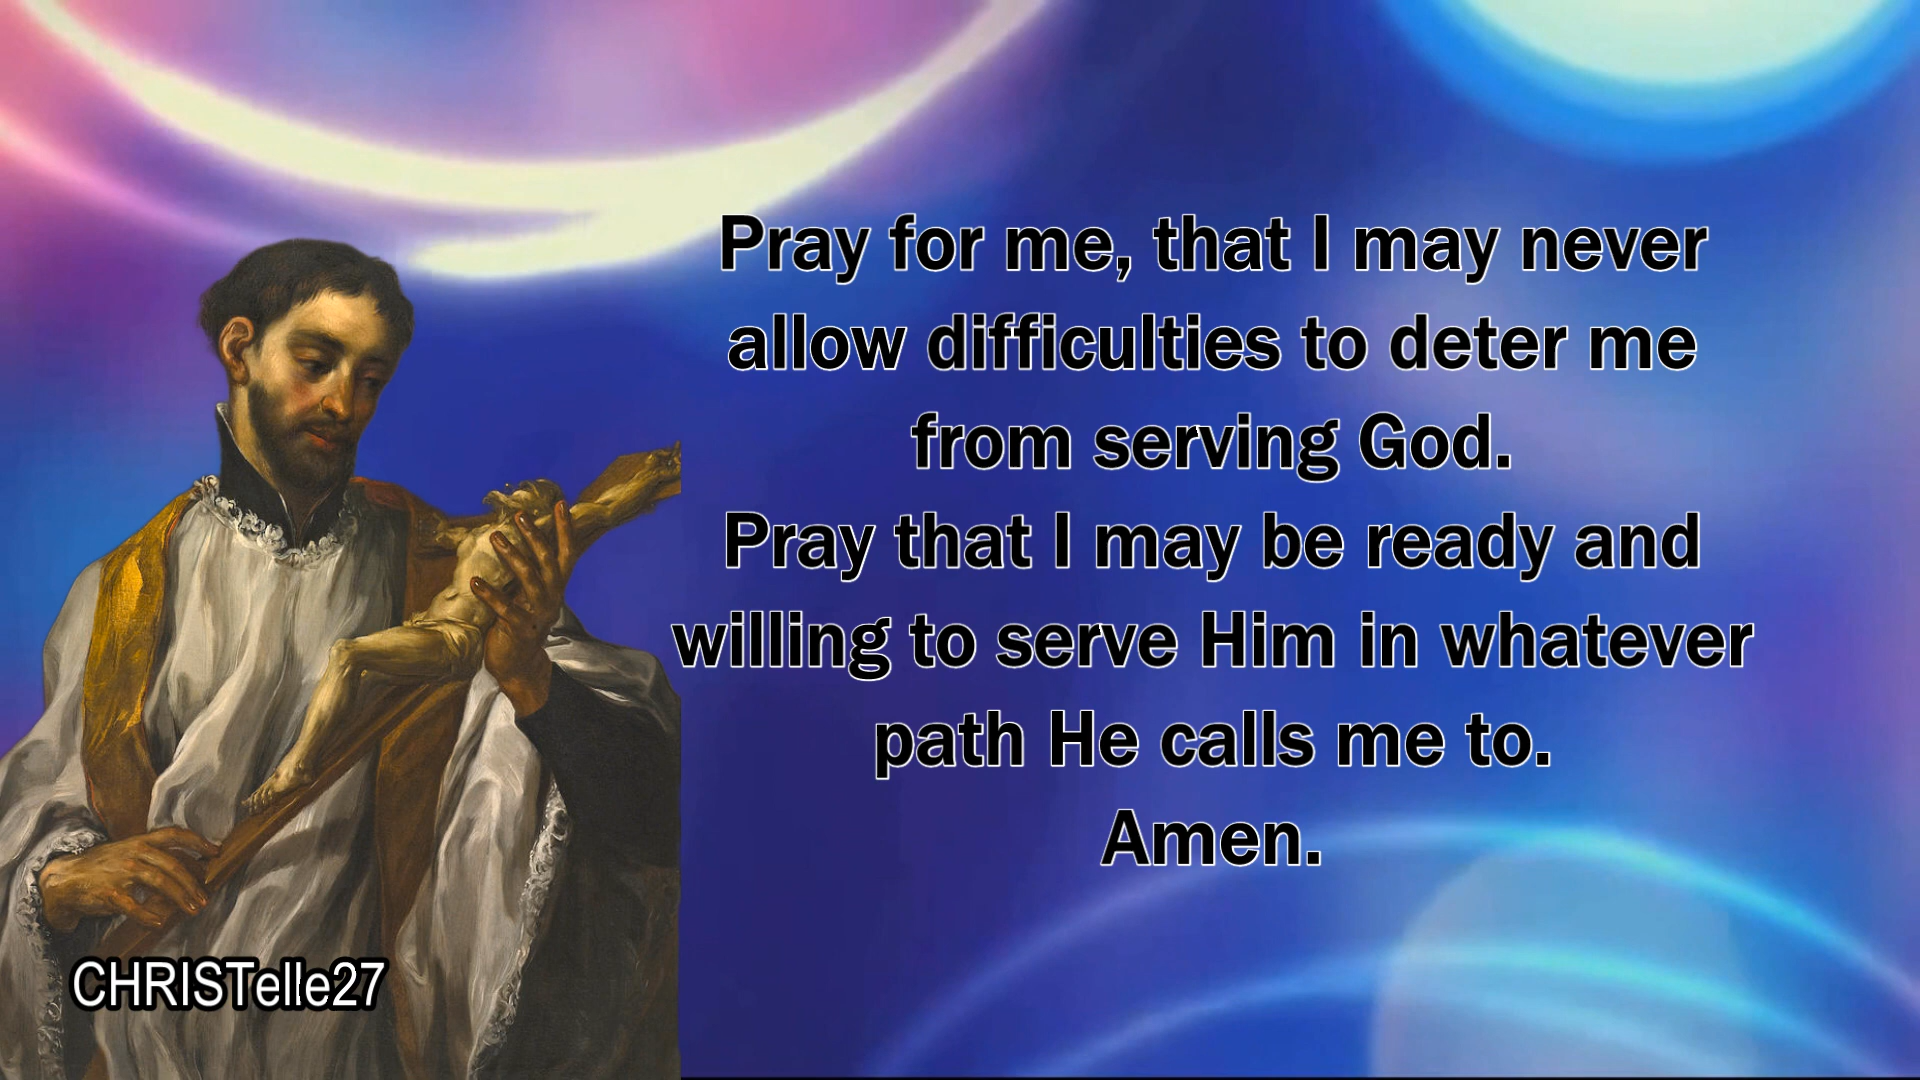 Pray for me, that I may never
allow difficulties to deter me
from serving God.
Pray that I may be ready and
willing to serve Him in whatever
path He calls me to.
Amen.
CHRISTelle27